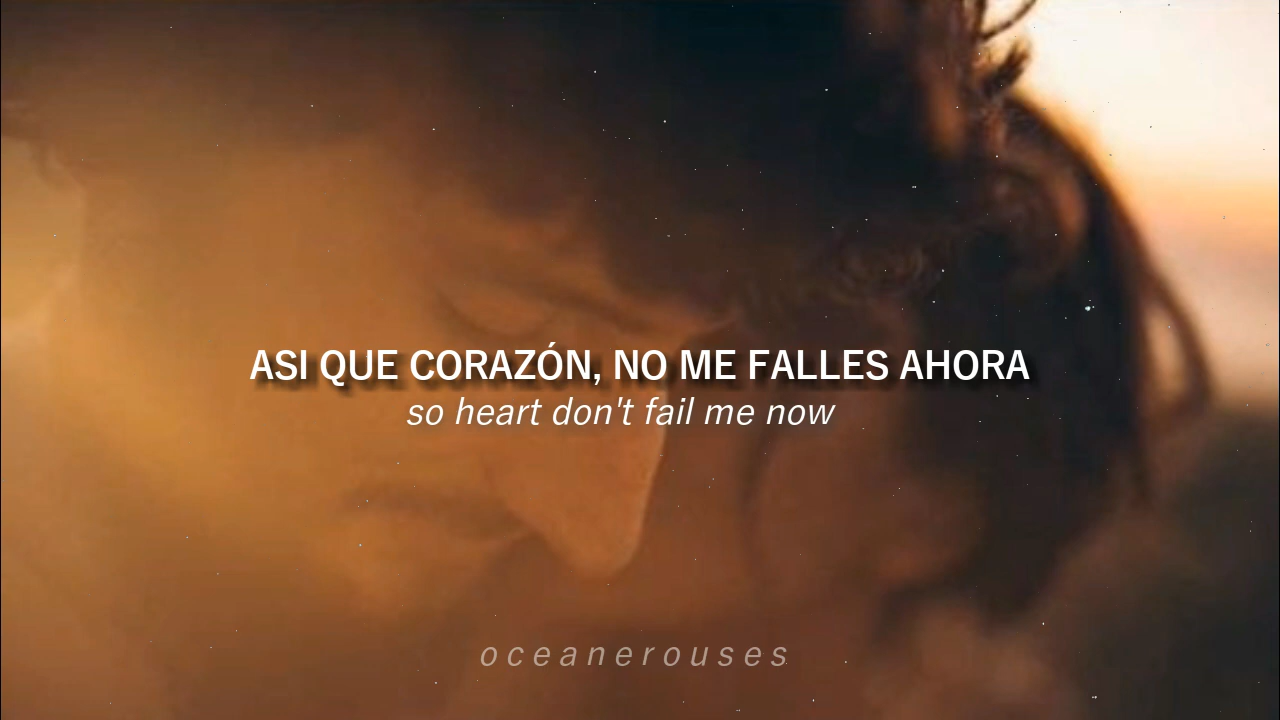 ASI QUE CORAZÓN, NO ME FALLES AHORA
so heart don't fail me now
oceanerouses